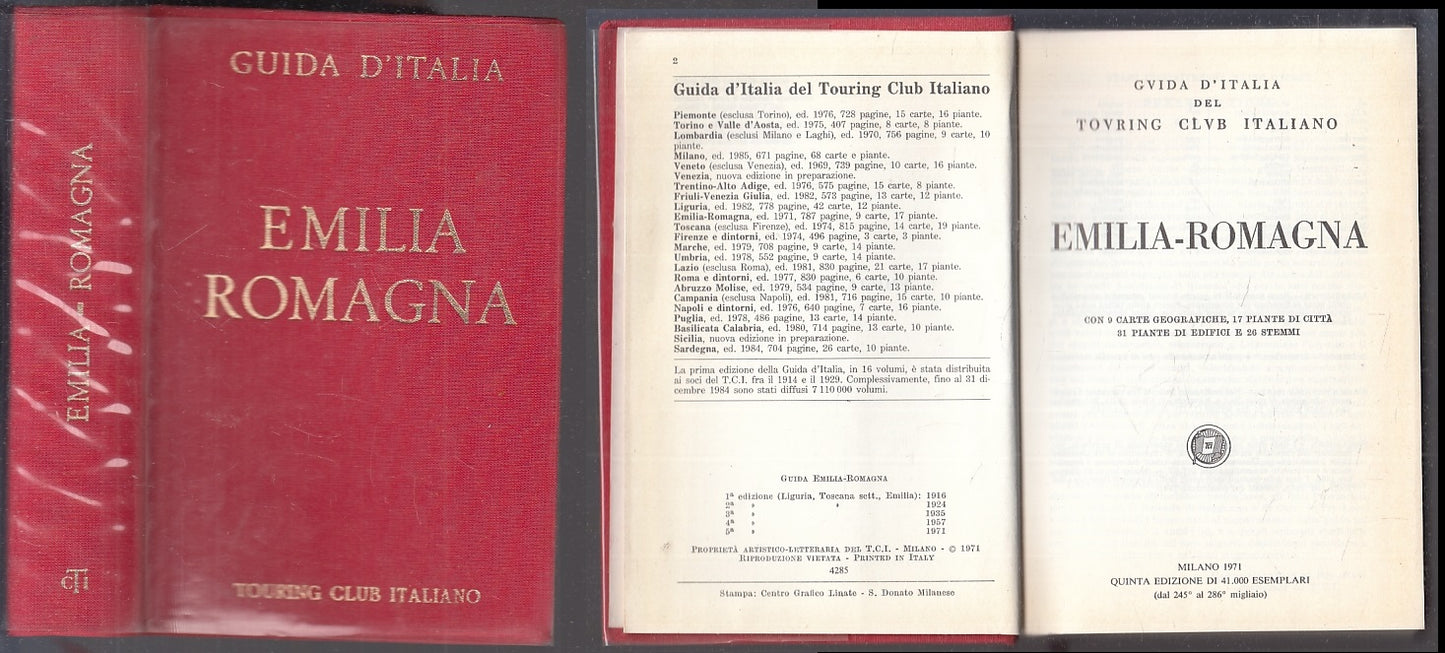 EMILIA - ROMAGNA
cTi
GUIDA D'ITALIA
EMILIA
ROMAGNA
TOURING CLUB ITALIANO
2
Guida d'Italia del Touring Club Italiano
Piemonte (esclusa Torino), ed. 1976, 728 pagine, 15 carte, 16 piante.
Torino e Valle d'Aosta, ed. 1975, 407 pagine, 8 carte, 8 piante.
Lombardia (esclusi Milano e Laghi), ed. 1970, 756 pagine, 9 carte, 10
piante.
Milano, ed. 1985, 671 pagine, 68 carte e piante.
Veneto (esclusa Venezia), ed. 1969, 739 pagine, 10 carte, 16 piante.
Venezia, nuova edizione in preparazione.
Trentino-Alto Adige, ed. 1976, 575 pagine, 15 carte, 8 piante.
Friuli-Venezia Giulia, ed. 1982, 573 pagine, 13 carte, 12 piante.
Liguria, ed. 1982, 778 pagine, 42 carte, 12 piante.
Emilia-Romagna, ed. 1971, 787 pagine, 9 carte, 17 piante.
Toscana (esclusa Firenze), ed. 1974, 815 pagine, 14 carte, 19 piante.
Firenze e dintorni, ed. 1974, 496 pagine, 3 carte, 3 piante.
Marche, ed. 1979, 708 pagine, 9 carte, 14 piante.
Umbria, ed. 1978, 552 pagine, 9 carte, 14 piante.
Lazio (esclusa Roma), ed. 1981, 830 pagine, 21 carte, 17 piante.
Roma e dintorni, ed. 1977, 830 pagine, 6 carte, 10 piante.
Abruzzo Molise, ed. 1979, 534 pagine, 9 carte, 13 piante.
Campania (esclusa Napoli), ed. 1981, 716 pagine, 15 carte, 10 piante.
Napoli e dintorni, ed. 1976, 640 pagine, 7 carte, 16 piante.
Puglia, ed. 1978, 486 pagine, 13 carte, 14 piante.
Basilicata Calabria, ed. 1980, 714 pagine, 13 carte, 10 piante.
Sicilia, nuova edizione in preparazione.
Sardegna, ed. 1984, 704 pagine, 26 carte, 10 piante.
La prima edizione della Guida d'Italia, in 16 volumi, è stata distribuita
ai soci del T.C.I. fra il 1914 e il 1929. Complessivamente, fino al 31 di-
cembre 1984 sono stati diffusi 7 110 000 volumi.
GUIDA EMILIA-ROMAGNA
1ª edizione (Liguria, Toscana sett., Emilia): 1916
2ª » » 1924
3ª » 1935
4ª » 1957
5ª » 1971
PROPRIETÀ ARTISTICO-LETTERARIA DEL T.C.I. - MILANO - © 1971
RIPRODUZIONE VIETATA - PRINTED IN ITALY
4285
Stampa: Centro Grafico Linate - S. Donato Milanese
GVIDA D'ITALIA
DEL
TOVRING CLVB ITALIANO
EMILIA-ROMAGNA
CON 9 CARTE GEOGRAFICHE, 17 PIANTE DI CITTÀ
31 PIANTE DI EDIFICI E 26 STEMMI
MILANO 1971
QUINTA EDIZIONE DI 41.000 ESEMPLARI
(dal 245° al 286° migliaio)